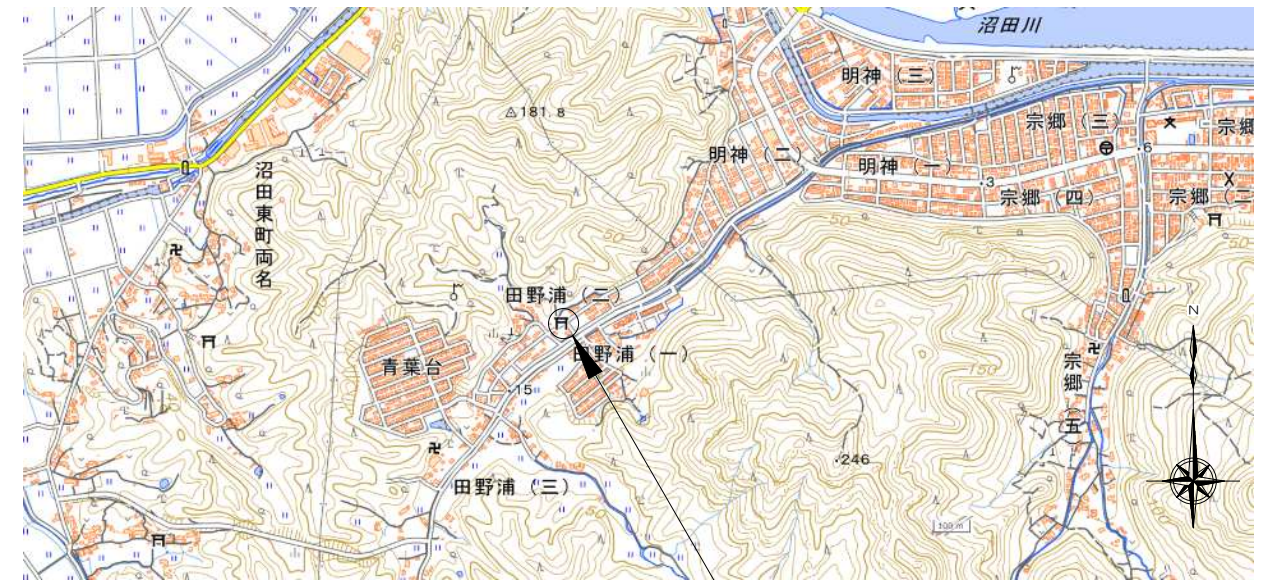 沼田川
明神（三）
宗郷（三）
宗郷
181.8
明神（二）
明神（一）
6
3
宗郷（四）
宗郷（二
50
50
50
沼田東町両名
田野浦（二）
田野浦（一）
青葉台
15
150
宗郷（五）
N
246
田野浦（三）
50
100
100 m